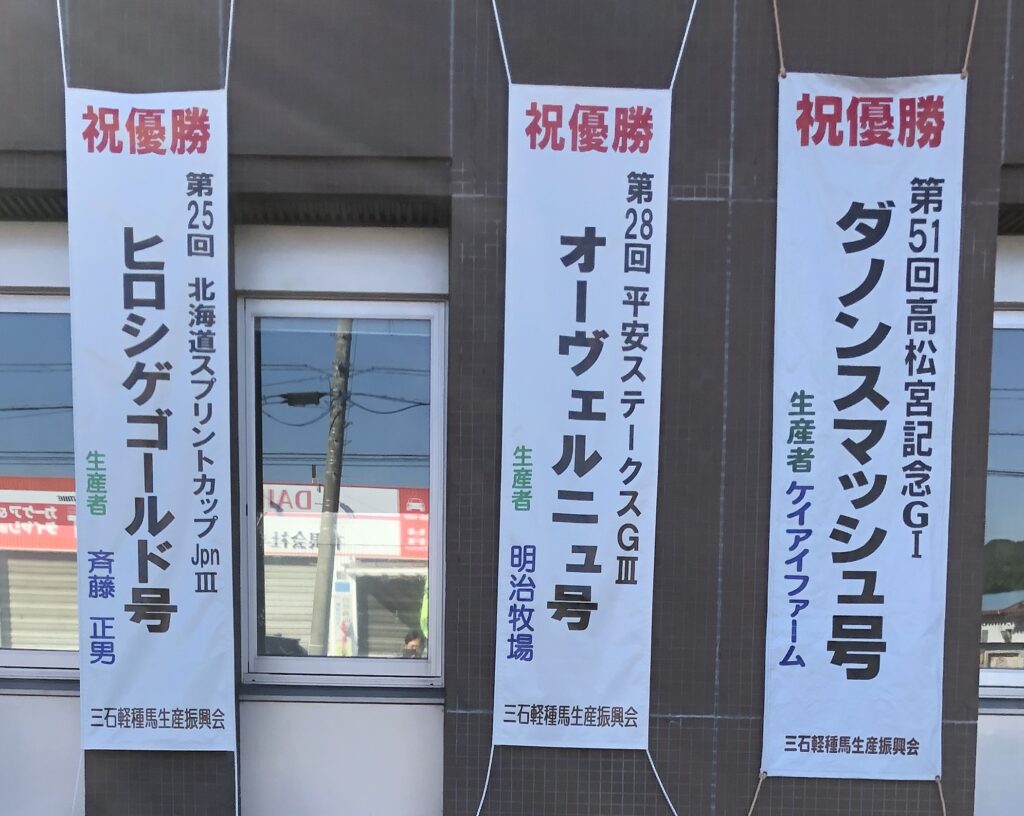 祝優勝
第25回 北海道スプリントカップ JpnⅢ
ヒロシゲゴールド号
生産者 斉藤 正男
三石軽種馬生産振興会
祝優勝
第28回 平安ステークスGⅢ
オーヴェルニュ号
生産者 明治牧場
三石軽種馬生産振興会
祝優勝
第51回高松宮記念GⅠ
ダノンスマッシュ号
生産者 ケイアイファーム
三石軽種馬生産振興会